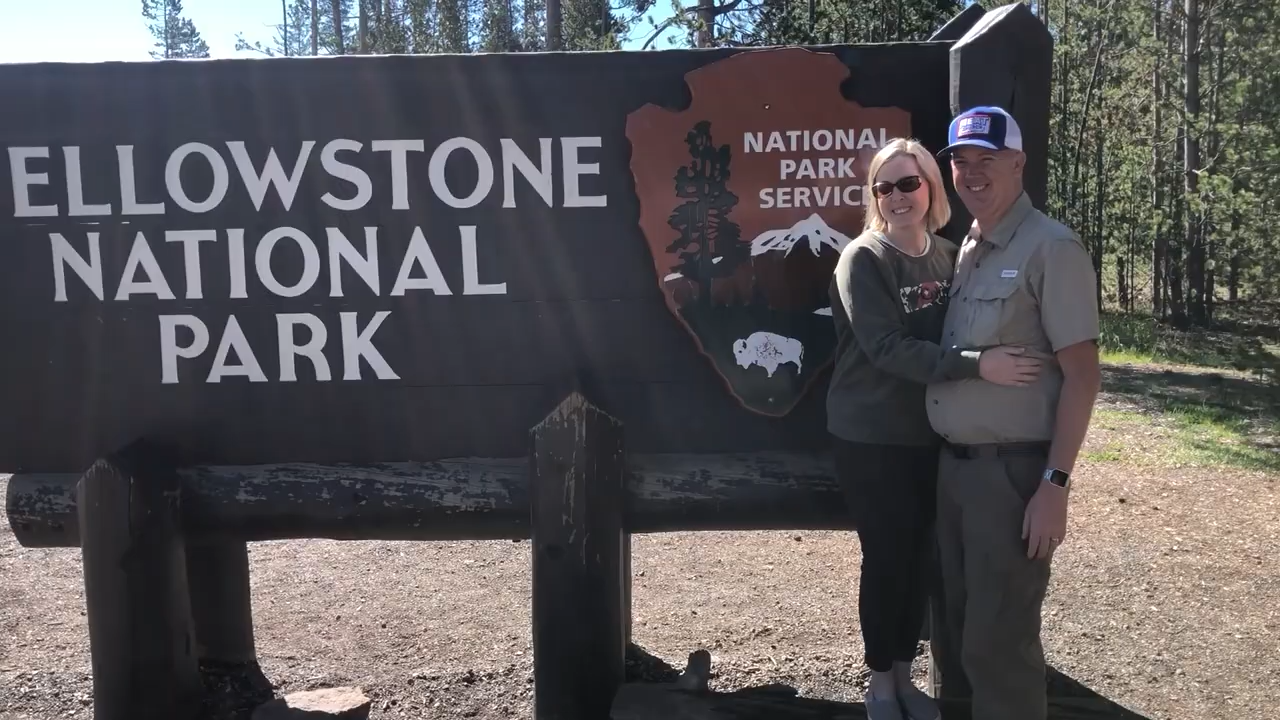 ELLOWSTONE
NATIONAL
PARK
NATIONAL
PARK
SERVICE